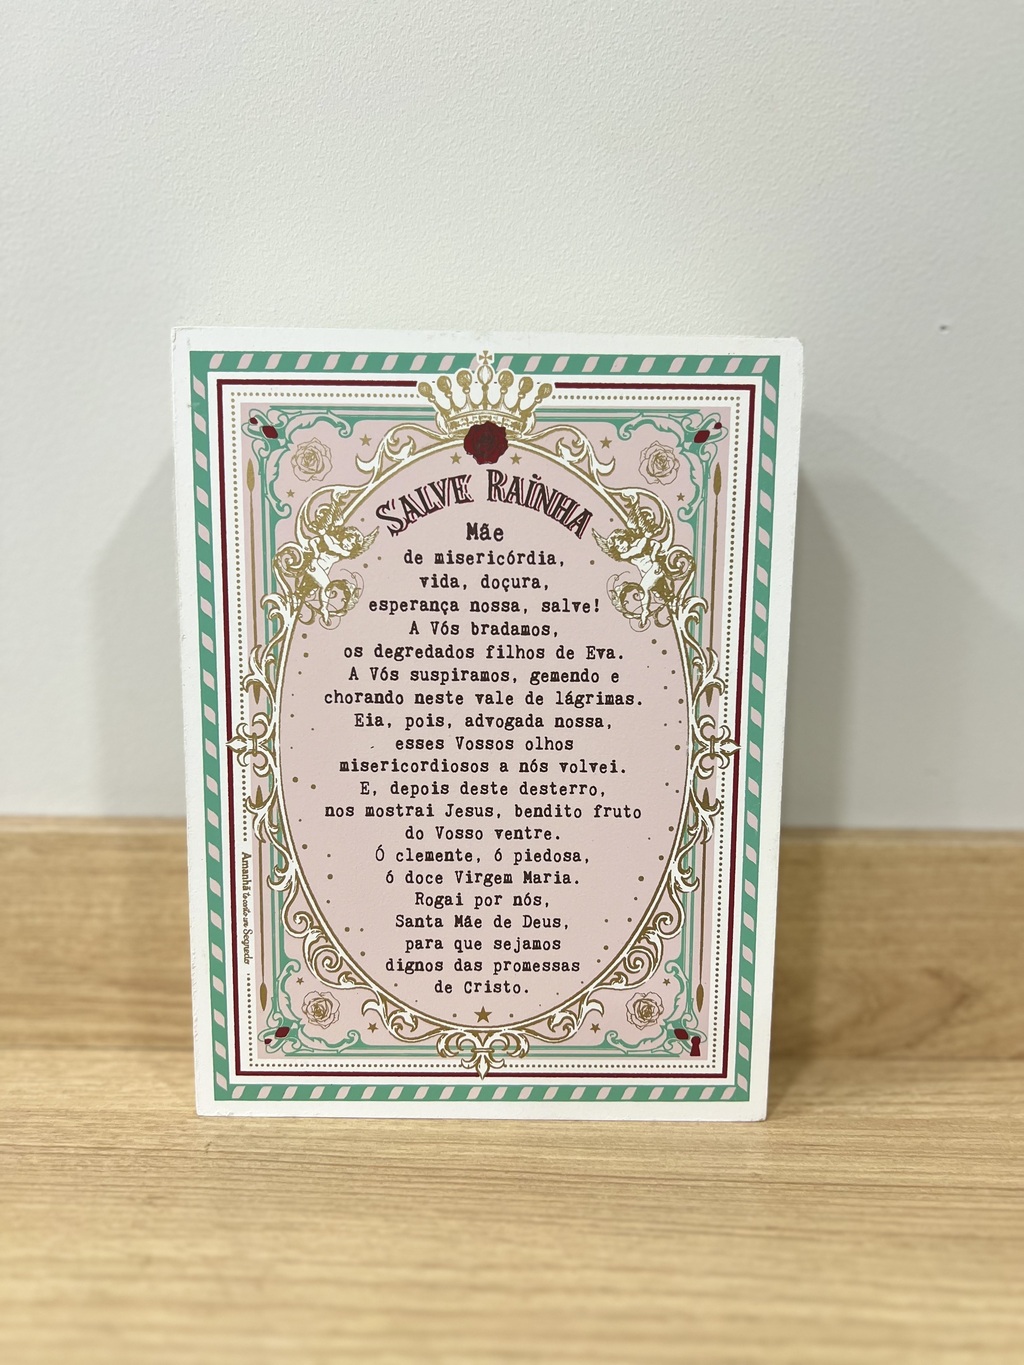 SALVE RAINHA
Mãe
de misericórdia,
vida, doçura,
esperança nossa, salve!
A Vós bradamos,
os degredados filhos de Eva.
A Vós suspiramos, gemendo e
chorando neste vale de lágrimas.
Eia, pois, advogada nossa,
esses Vossos olhos
misericordiosos a nós volvei.
E, depois deste desterro,
nos mostrai Jesus, bendito fruto
do Vosso ventre.
Ó clemente, ó piedosa,
ó doce Virgem Maria.
Rogai por nós,
Santa Mãe de Deus,
para que sejamos
dignos das promessas
de Cristo.
Amanhã Segredo